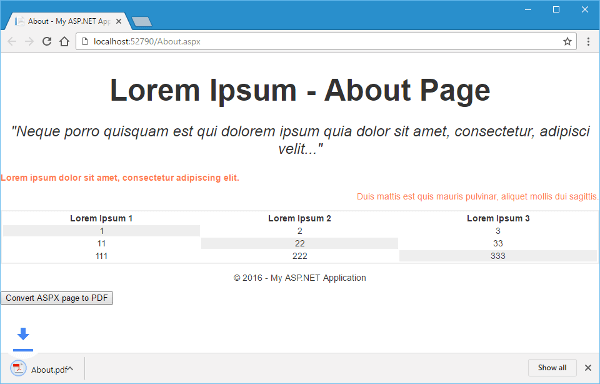 About - My ASP.NET App
localhost:52790/About.aspx
Lorem Ipsum - About Page
"Neque porro quisquam est qui dolorem ipsum quia dolor sit amet, consectetur, adipisci
velit..."
Lorem ipsum dolor sit amet, consectetur adipiscing elit.
Duis mattis est quis mauris pulvinar, aliquet mollis dui sagittis.
Lorem Ipsum 1 Lorem Ipsum 2 Lorem Ipsum 3
1 2 3
11 22 33
111 222 333
© 2016 - My ASP.NET Application
Convert ASPX page to PDF
About.pdf
Show all